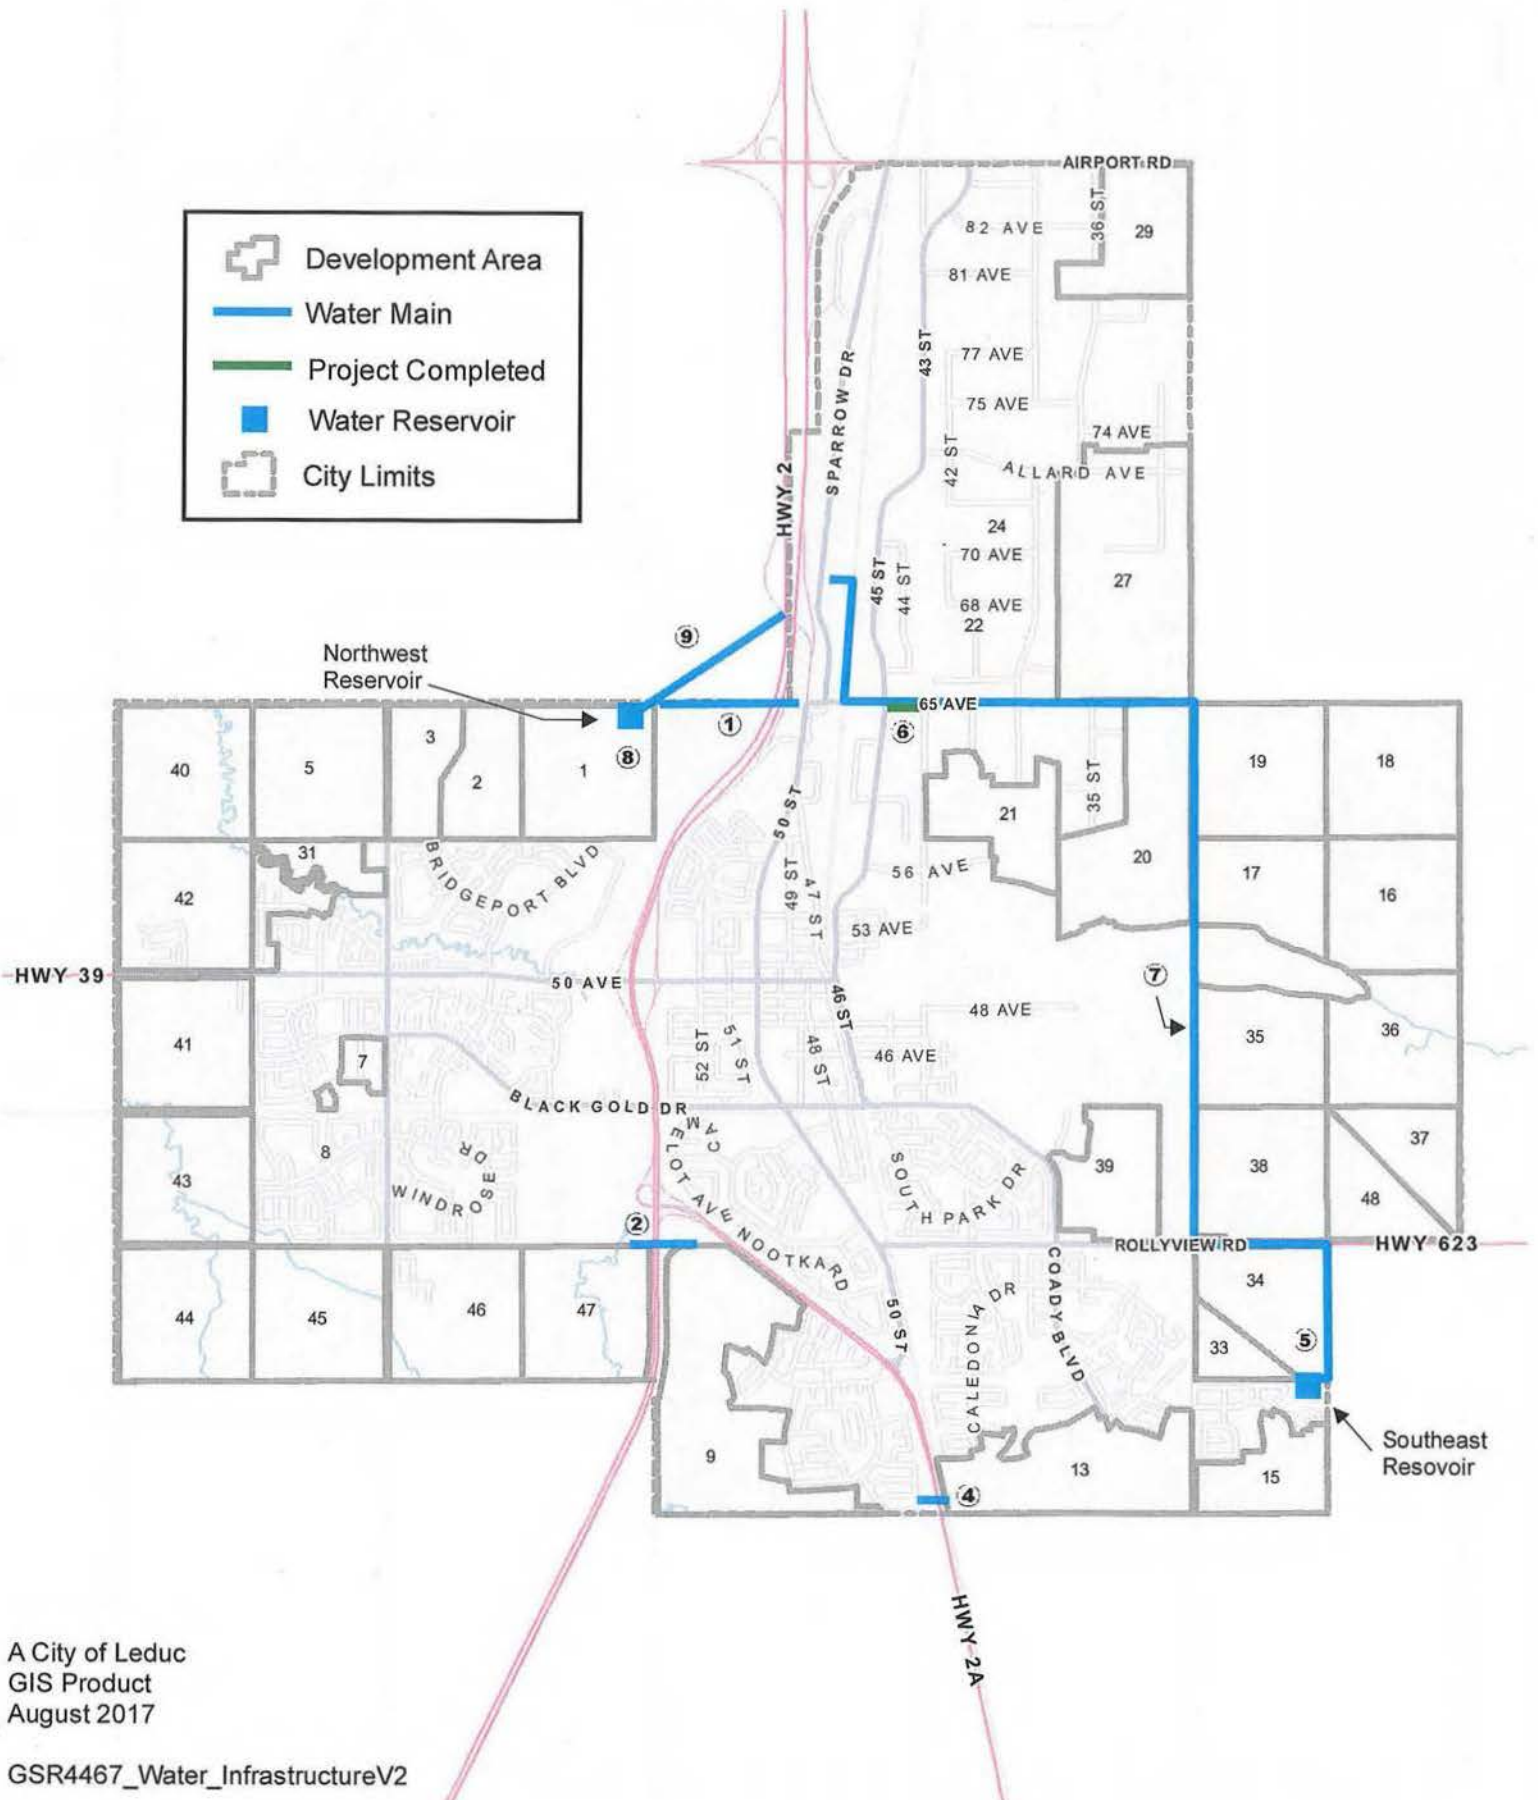 AIRPORT RD
36 ST
29
82 AVE
81 AVE
Development Area
Water Main
Project Completed
Water Reservoir
City Limits
43 ST
77 AVE
75 AVE
SPARROW DR
HWY 2
42 ST
74 AVE
ALLARD AVE
24
70 AVE
27
45 ST
44 ST
68 AVE
22
9
Northwest
Reservoir
65 AVE
1
6
8
40
5
3
2
1
19
18
35 ST
21
50 ST
31
BRIDGEPORT BLVD
49 ST
47 ST
56 AVE
20
17
16
42
53 AVE
HWY 39
50 AVE
7
46 ST
48 AVE
41
7
52 ST
51 ST
48 ST
46 AVE
35
36
BLACK GOLD DR
CAMELOT AVE
8
WINDROSE DR
43
SOUTH PARK DR
39
38
37
48
2
NOOTKA RD
ROLLYVIEW RD
HWY 623
44
45
46
47
50 ST
CALEDONIA DR
COADY BLVD
34
33
5
9
13
15
4
Southeast
Resovoir
HWY 2A
A City of Leduc
GIS Product
August 2017
GSR4467_Water_InfrastructureV2